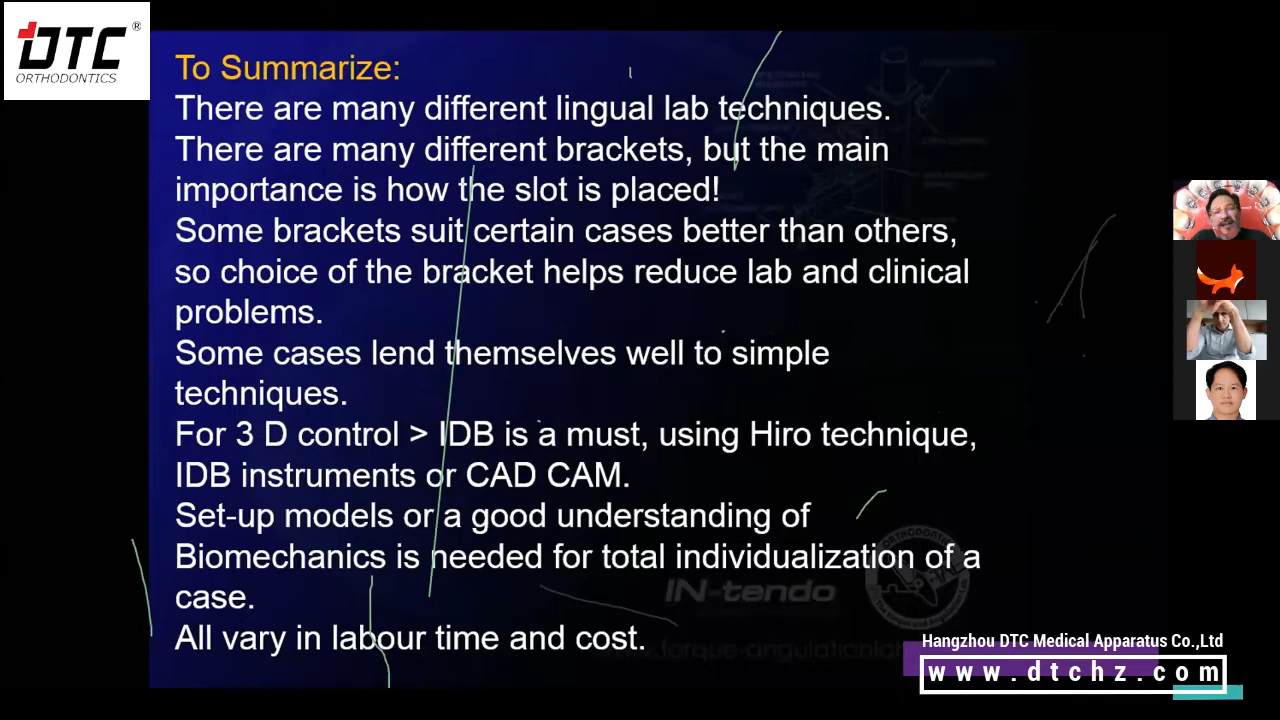 DTC®
ORTHODONTICS
To Summarize:
There are many different lingual lab techniques.
There are many different brackets, but the main
importance is how the slot is placed!
Some brackets suit certain cases better than others,
so choice of the bracket helps reduce lab and clinical
problems.
Some cases lend themselves well to simple
techniques.
For 3 D control > IDB is a must, using Hiro technique,
IDB instruments or CAD CAM.
Set-up models or a good understanding of
Biomechanics is needed for total individualization of a
case.
IN-tendo
All vary in labour time and cost.
Hangzhou DTC Medical Apparatus Co.,Ltd
www.dtchz.com